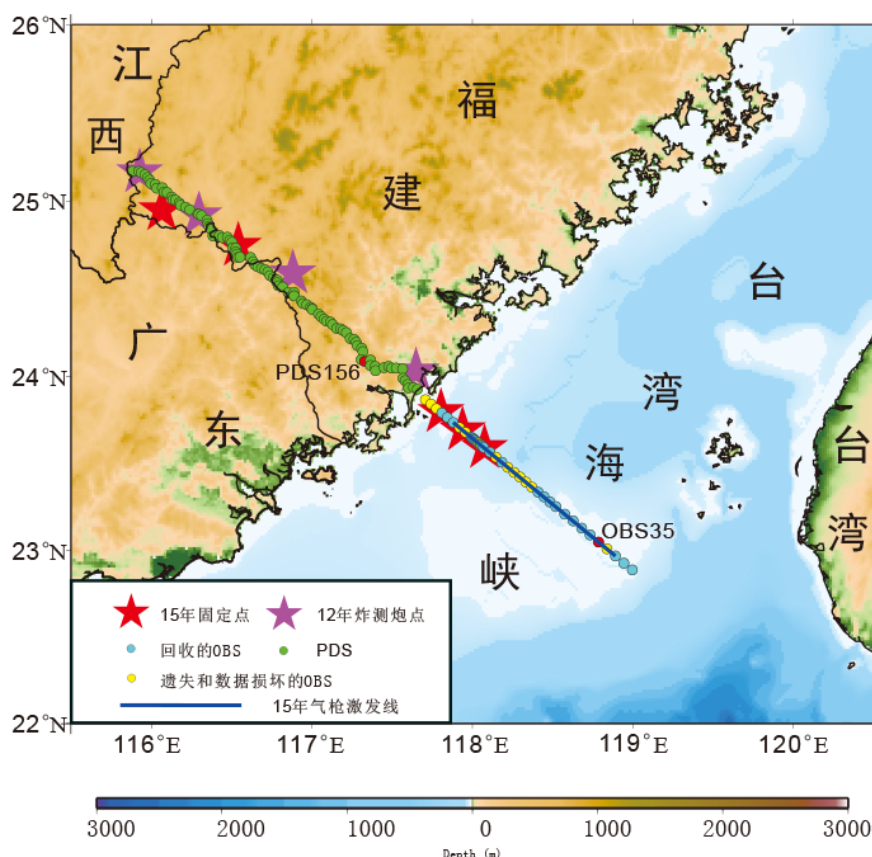 26°N
25°N
24°N
23°N
22°N
江西
福建
广东
台湾海峡
台湾
PDS156
OBS35
15年固定点
12年炸测炮点
回收的OBS
PDS
遗失和数据损坏的OBS
15年气枪激发线
116°E
117°E
118°E
119°E
120°E
3000 2000 1000 0 1000 2000 3000
Depth (m)